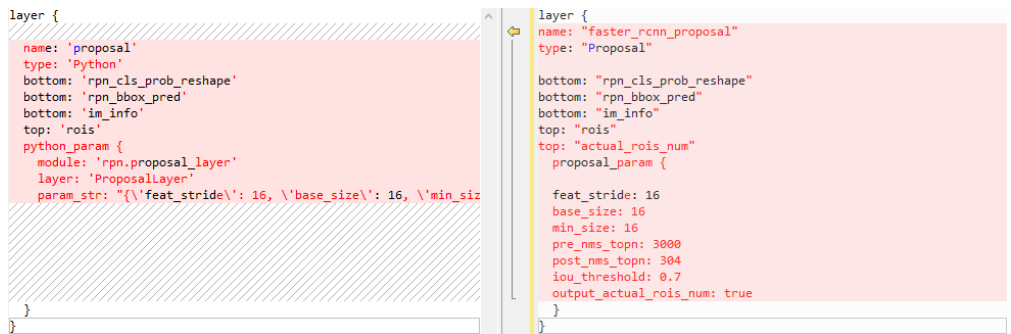 layer {
name: 'proposal'
type: 'Python'
bottom: 'rpn_cls_prob_reshape'
bottom: 'rpn_bbox_pred'
bottom: 'im_info'
top: 'rois'
python_param {
module: 'rpn.proposal_layer'
layer: 'ProposalLayer'
param_str: "{\'feat_stride\': 16, \'base_size\': 16, \'min_siz
}
}
layer {
name: "faster_rcnn_proposal"
type: "Proposal"
bottom: "rpn_cls_prob_reshape"
bottom: "rpn_bbox_pred"
bottom: "im_info"
top: "rois"
top: "actual_rois_num"
proposal_param {
feat_stride: 16
base_size: 16
min_size: 16
pre_nms_topn: 3000
post_nms_topn: 304
iou_threshold: 0.7
output_actual_rois_num: true
}
}